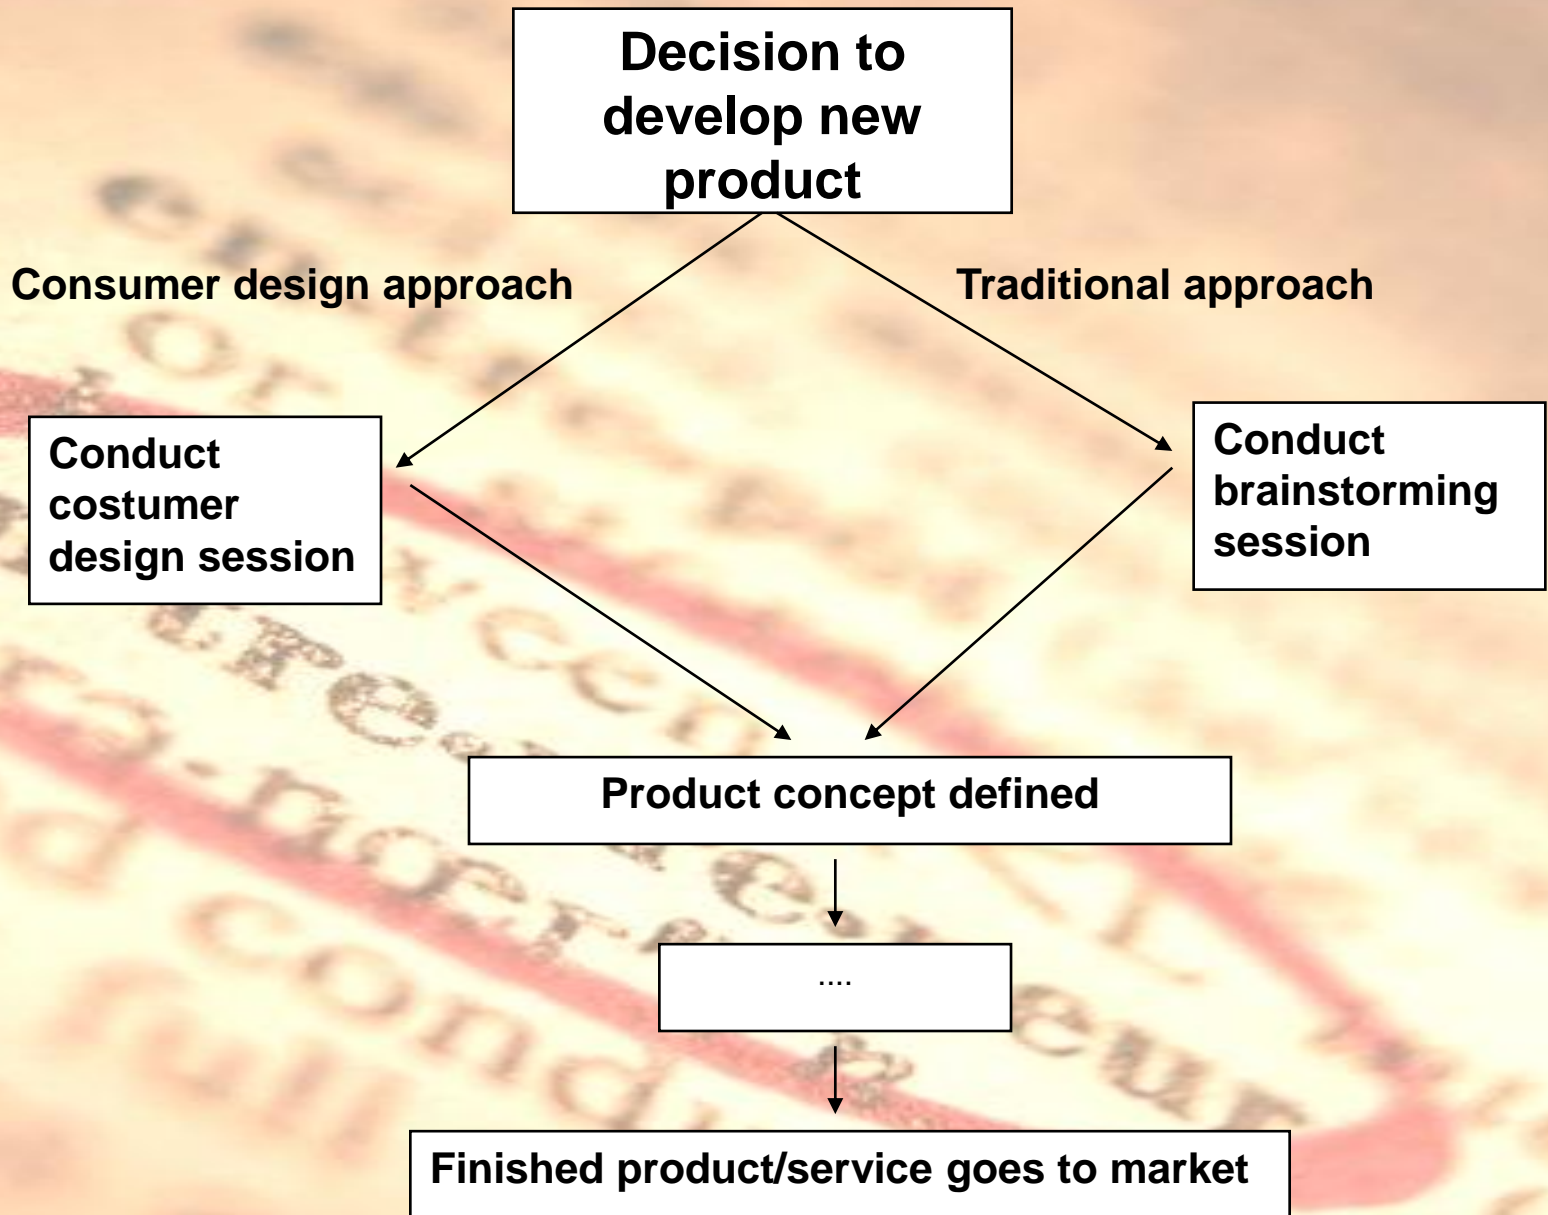 Decision to
develop new
product
Consumer design approach
Traditional approach
Conduct
costumer
design session
Conduct
brainstorming
session
Product concept defined
....
Finished product/service goes to market